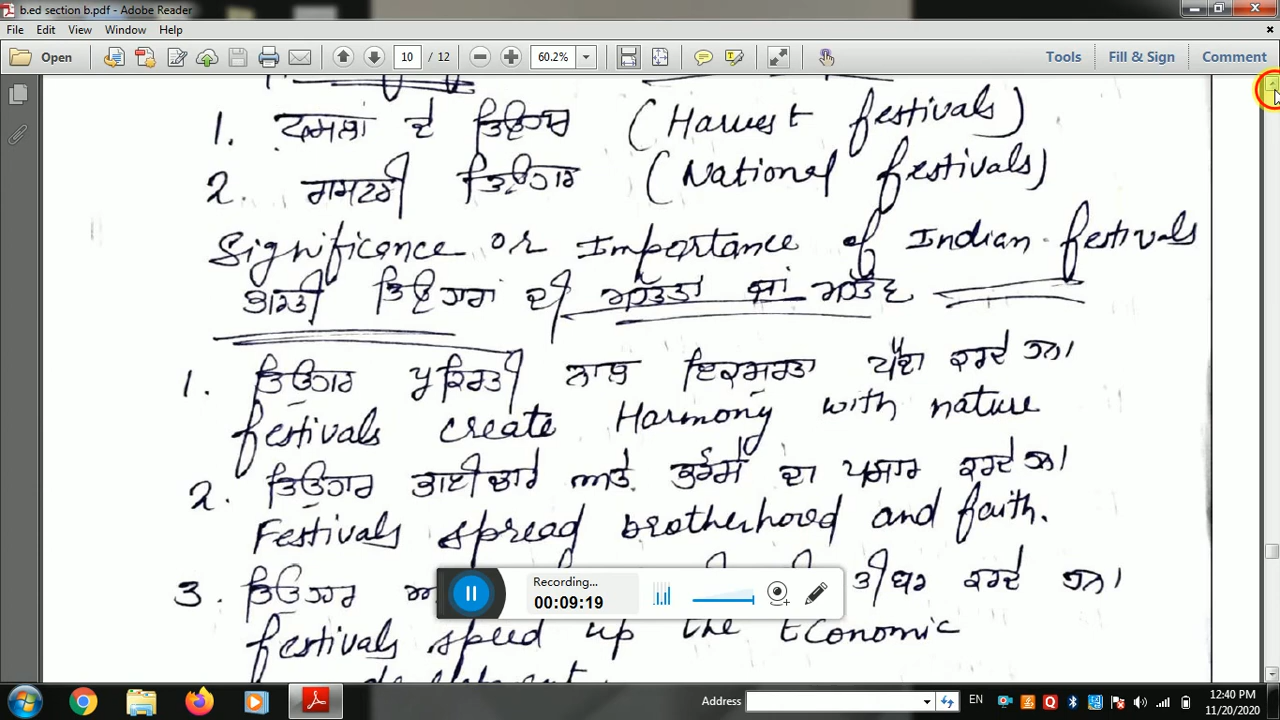 b.ed section b.pdf - Adobe Reader
File Edit View Window Help
Open 10 / 12 60.2% Tools Fill & Sign Comment
1. ਫਸਲਾਂ ਦੇ ਤਿਉਹਾਰ (Harvest festivals)
2. ਰਾਸ਼ਟਰੀ ਤਿਉਹਾਰ (National festivals)
Significance or Importance of Indian festivals
ਭਾਰਤੀ ਤਿਉਹਾਰਾਂ ਦੀ ਮਹੱਤਤਾ ਜਾਂ ਮਹੱਤਵ
1. ਤਿਉਹਾਰ ਪ੍ਰਕਿਰਤੀ ਨਾਲ ਇਕਸੁਰਤਾ ਪੈਦਾ ਕਰਦੇ ਹਨ।
festivals create Harmony with nature
2. ਤਿਉਹਾਰ ਭਾਈਚਾਰੇ ਅਤੇ ਭਰੋਸੇ ਦਾ ਪਸਾਰ ਕਰਦੇ ਹਨ।
Festivals spread brotherhood and faith.
3. ਤਿਉਹਾਰ ਤੀਬਰ ਕਰਦੇ ਹਨ।
festivals speed up the Economic
Recording...
00:09:19
Address EN 12:40 PM
11/20/2020